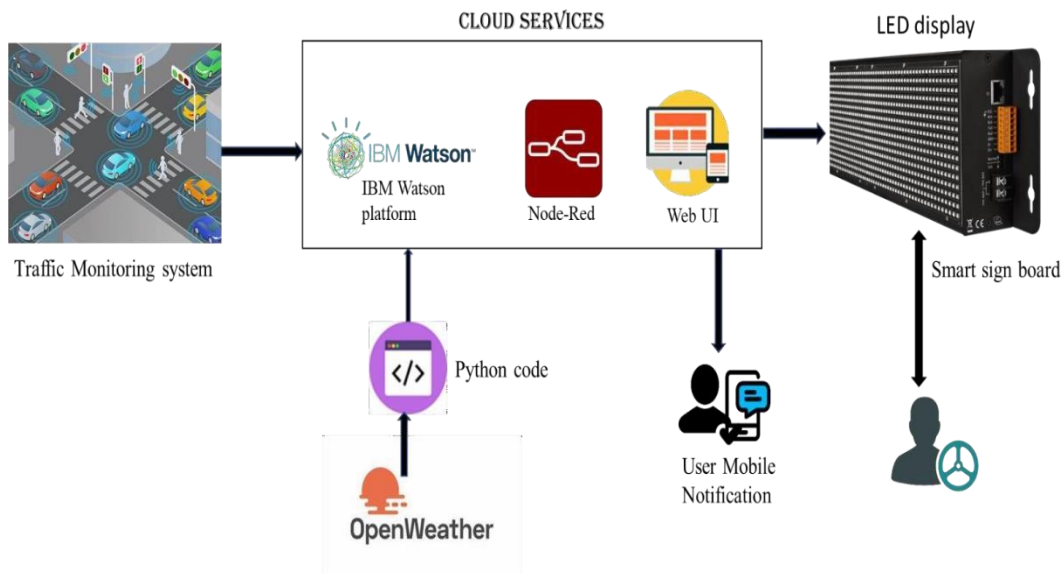 CLOUD SERVICES
LED display
IBM Watson™
IBM Watson
platform
Node-Red
Web UI
Traffic Monitoring system
Smart sign board
Python code
</>
User Mobile
Notification
OpenWeather